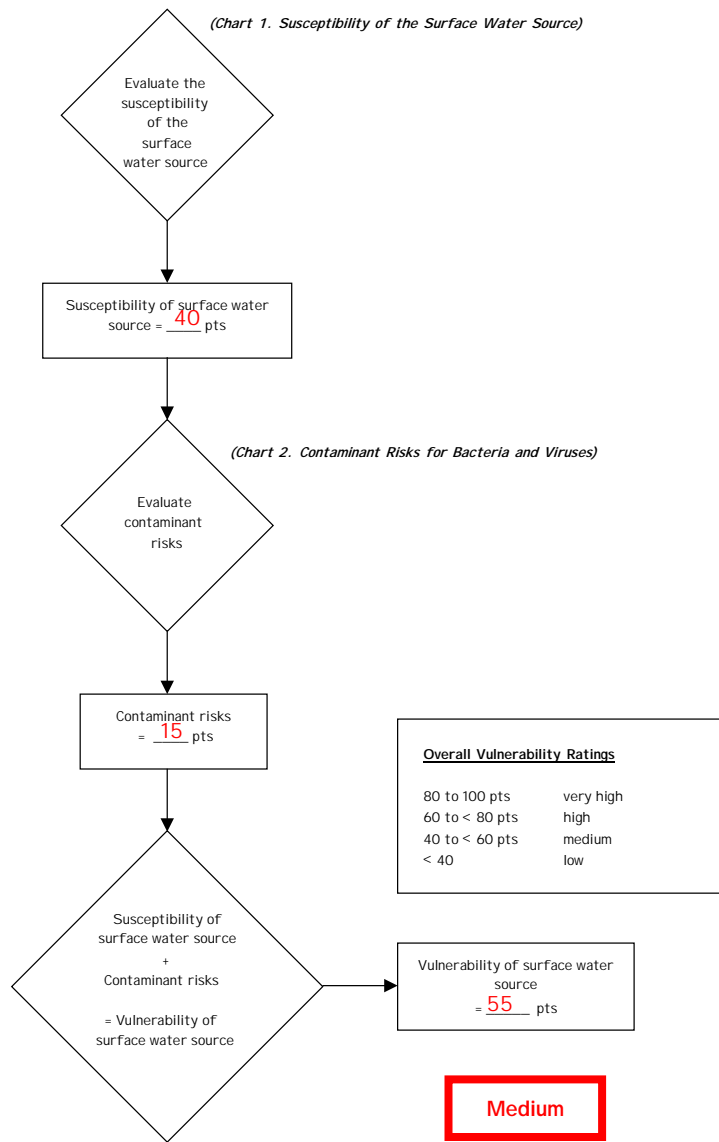 (Chart 1. Susceptibility of the Surface Water Source)
Evaluate the
susceptibility
of the
surface
water source
Susceptibility of surface water
source = 40 pts
(Chart 2. Contaminant Risks for Bacteria and Viruses)
Evaluate
contaminant
risks
Contaminant risks
= 15 pts
Overall Vulnerability Ratings
80 to 100 pts very high
60 to < 80 pts high
40 to < 60 pts medium
< 40 low
Susceptibility of
surface water source
+
Contaminant risks
= Vulnerability of
surface water source
Vulnerability of surface water
source
= 55 pts
Medium